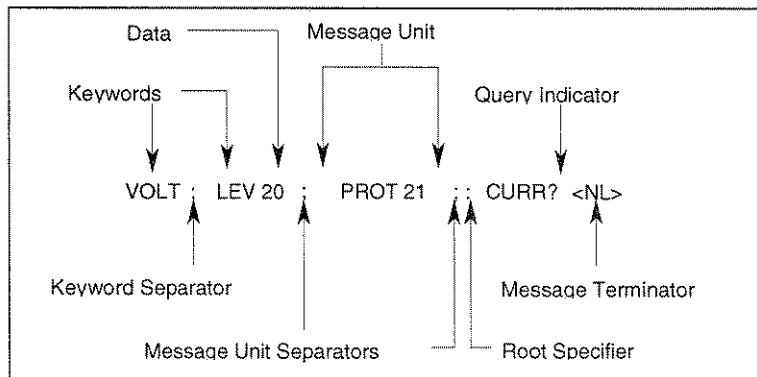 Data
Message Unit
Keywords
Query Indicator
VOLT : LEV 20 ; PROT 21 ; : CURR? <NL>
Keyword Separator
Message Terminator
Message Unit Separators
Root Specifier